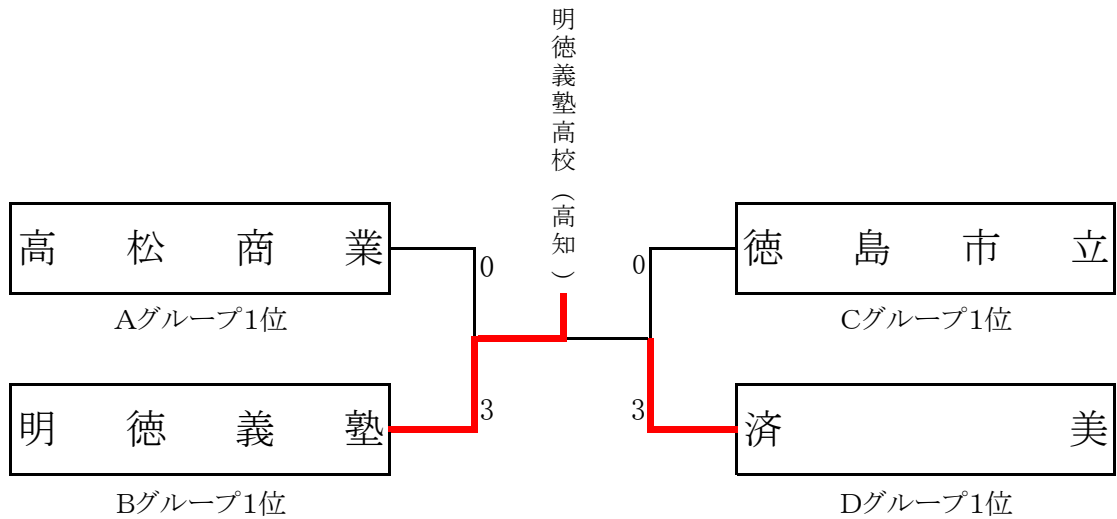 明徳義塾高校（高知）
高松商業
0
0
徳島市立
Aグループ1位
Cグループ1位
明徳義塾
3
3
済美
Bグループ1位
Dグループ1位